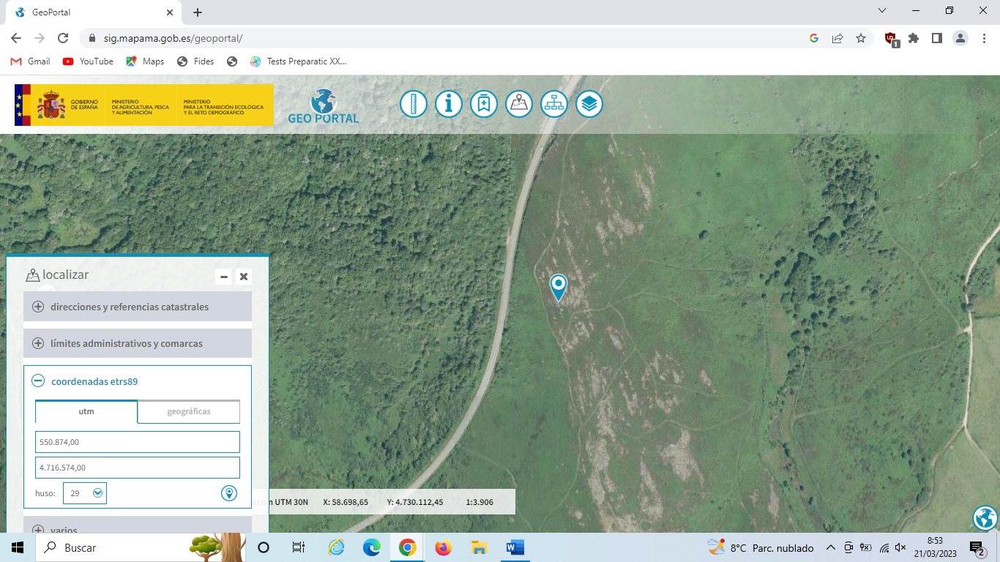 GeoPortal
sig.mapama.gob.es/geoportal/
1
Gmail
YouTube
Maps
Fides
Tests Preparatic XX...
GOBIERNO
DE ESPAÑA
MINISTERIO
DE AGRICULTURA, PESCA
Y ALIMENTACIÓN
MINISTERIO
PARA LA TRANSICIÓN ECOLÓGICA
Y EL RETO DEMOGRÁFICO
GEO PORTAL
localizar
direcciones y referencias catastrales
límites administrativos y comarcas
coordenadas etrs89
utm
geográficas
550.874,00
4.716.574,00
huso: 29
cción UTM 30N X: 58.698,65 Y: 4.730.112,45 1:3.906
varios
Buscar
8°C Parc. nublado
8:53
21/03/2023
2